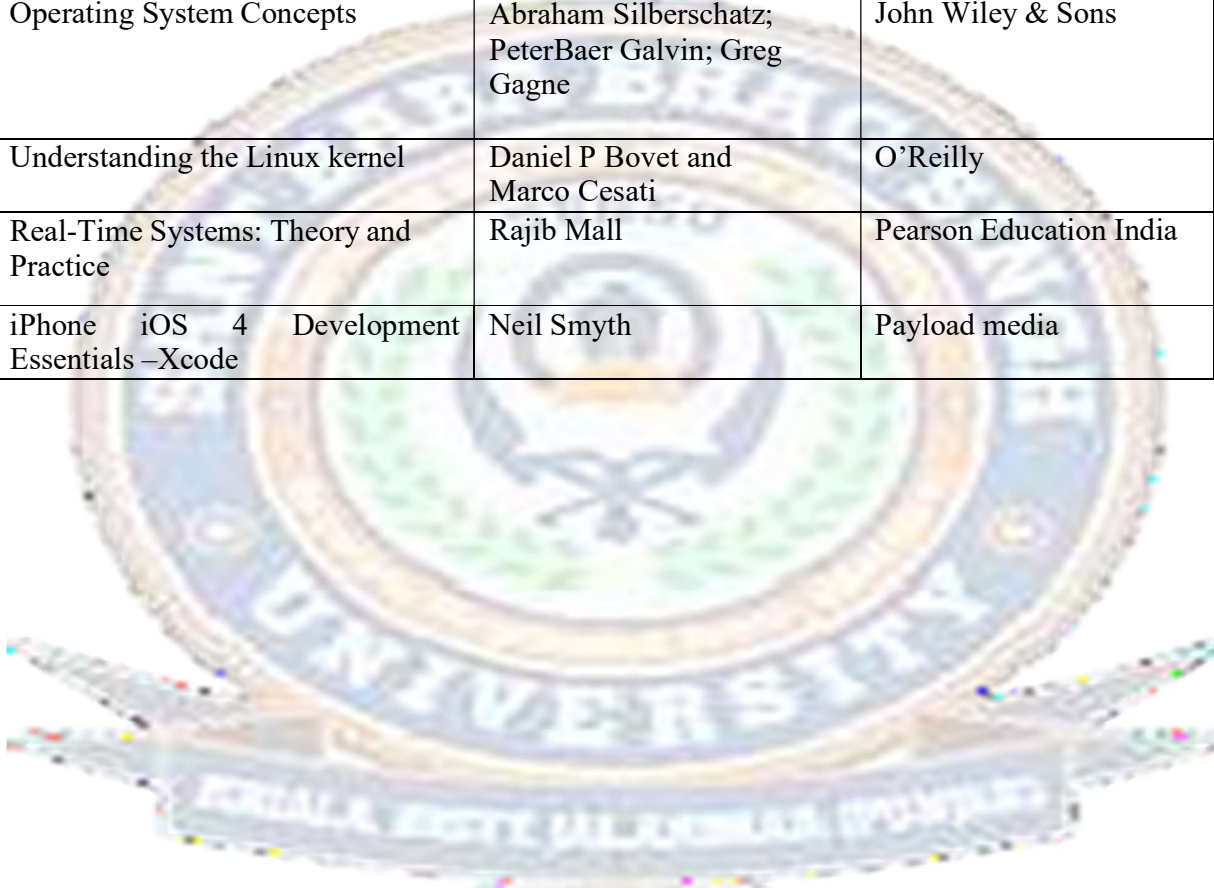 Operating System Concepts
Abraham Silberschatz;
PeterBaer Galvin; Greg
Gagne
John Wiley & Sons
Understanding the Linux kernel
Daniel P Bovet and
Marco Cesati
O’Reilly
Real-Time Systems: Theory and
Practice
Rajib Mall
Pearson Education India
iPhone iOS 4 Development
Essentials –Xcode
Neil Smyth
Payload media
UNIVERSITY